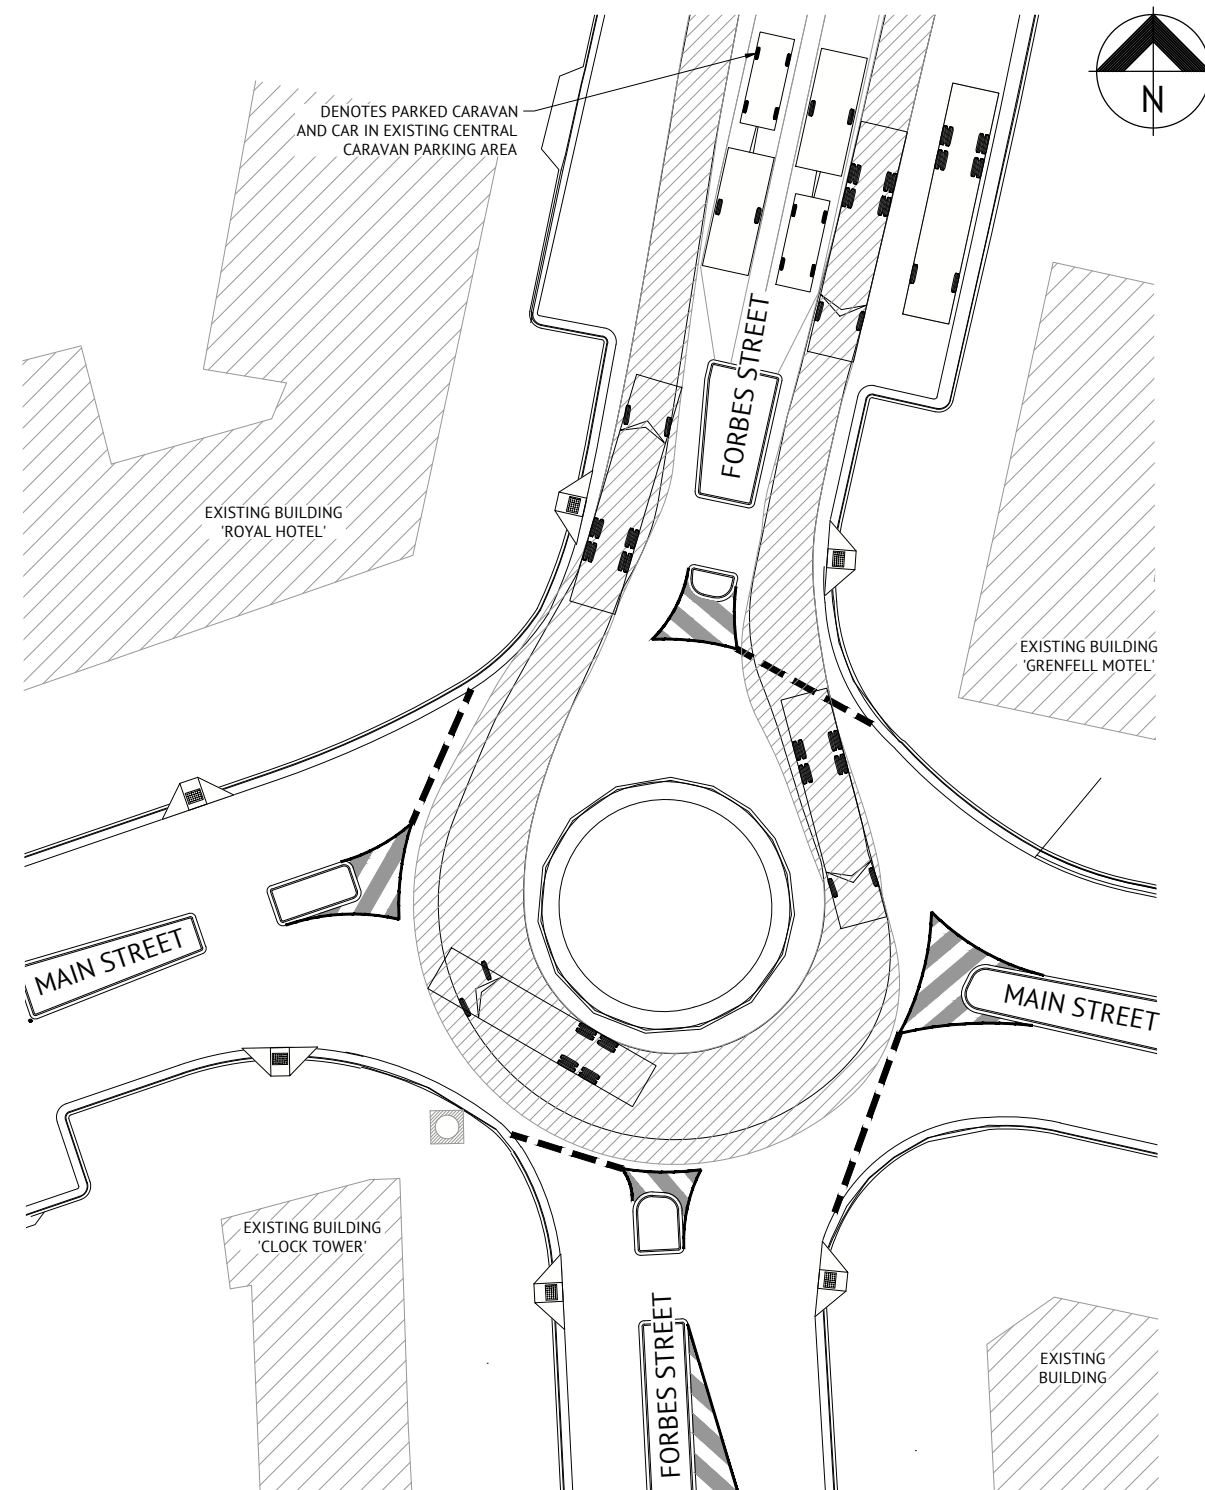 DENOTES PARKED CARAVAN
AND CAR IN EXISTING CENTRAL
CARAVAN PARKING AREA
N
FORBES STREET
EXISTING BUILDING
'ROYAL HOTEL'
EXISTING BUILDING
'GRENFELL MOTEL'
MAIN STREET
MAIN STREET
EXISTING BUILDING
'CLOCK TOWER'
FORBES STREET
EXISTING
BUILDING